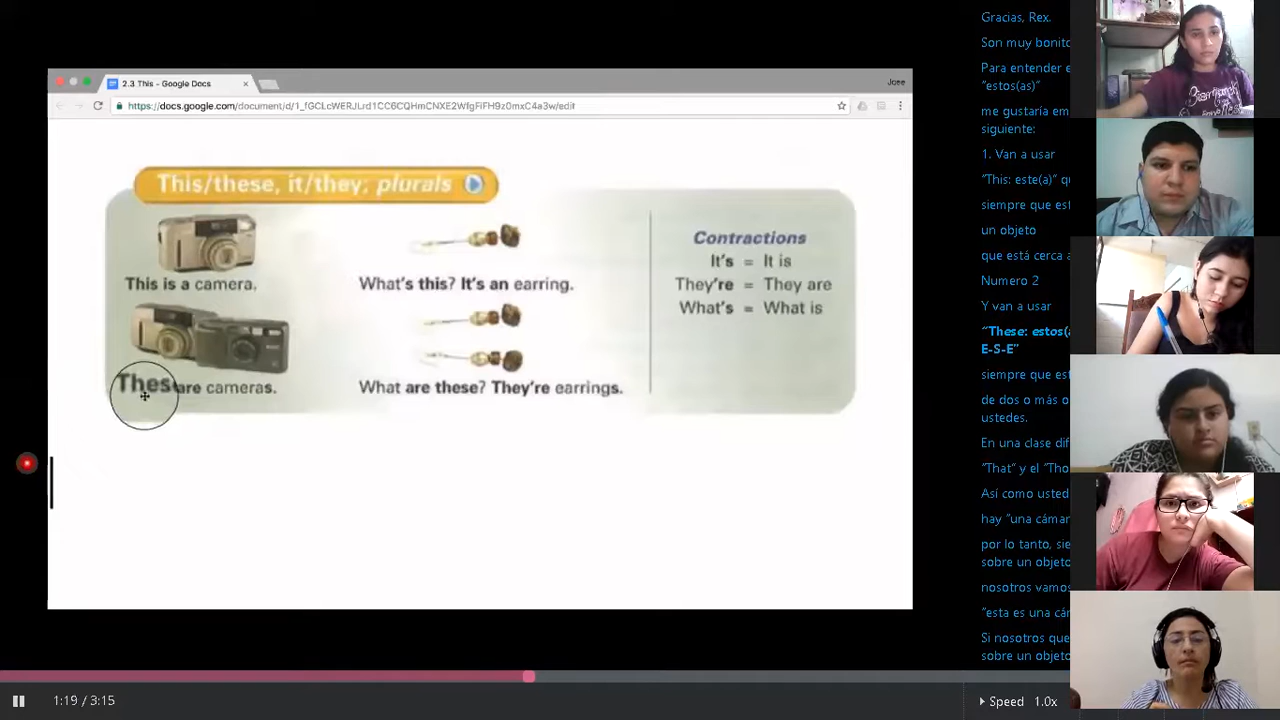 2.3 This - Google Docs
Jcee
https://docs.google.com/document/d/
This/these, it/they; plurals
This is a camera.
What's this? It's an earring.
These are cameras.
What are these? They're earrings.
Contractions
It's = It is
They're = They are
What's = What is
Gracias, Rex.
Son muy bonito
Para entender e
"estos(as)"
me gustaría em
siguiente:
1. Van a usar
"This: este(a)" qu
siempre que est
un objeto
que está cerca a
Numero 2
Y van a usar
"These: estos(a
E-S-E"
siempre que est
de dos o más o
ustedes.
En una clase dif
"That" y el "Tho
Así como usted
hay "una cámar
por lo tanto, sie
sobre un objeto
nosotros vamos
"esta es una cár
Si nosotros que
sobre un objeto
1:19 / 3:15
Speed 1.0x